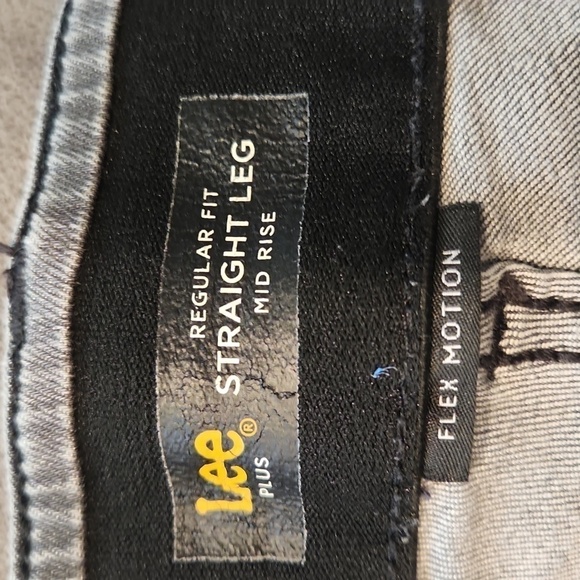 Lee®
PLUS
REGULAR FIT
STRAIGHT LEG
MID RISE
FLEX MOTION